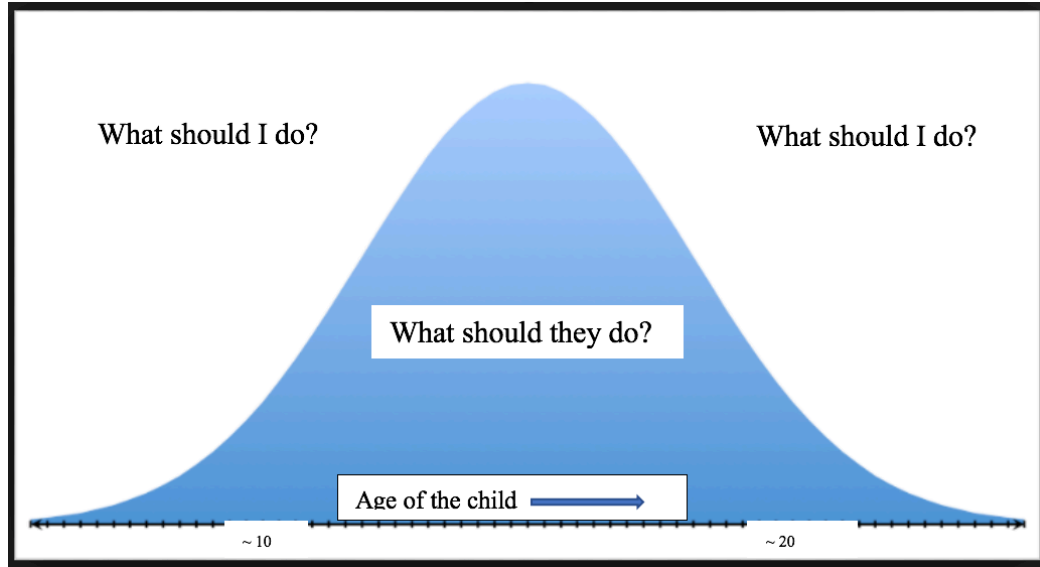 What should I do?
What should I do?
What should they do?
Age of the child
~ 10
~ 20